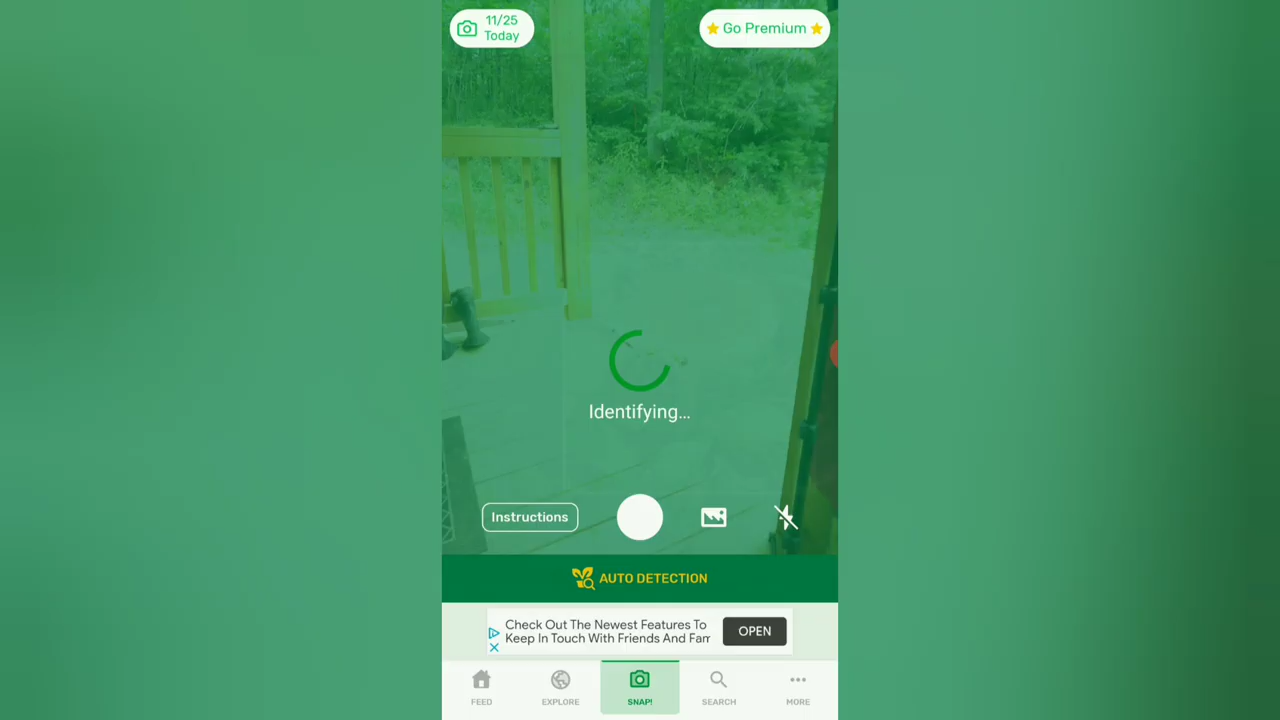 11/25
Today
Go Premium
Identifying...
Instructions
AUTO DETECTION
Check Out The Newest Features To
Keep In Touch With Friends And Fam
OPEN
FEED
EXPLORE
SNAP!
SEARCH
MORE